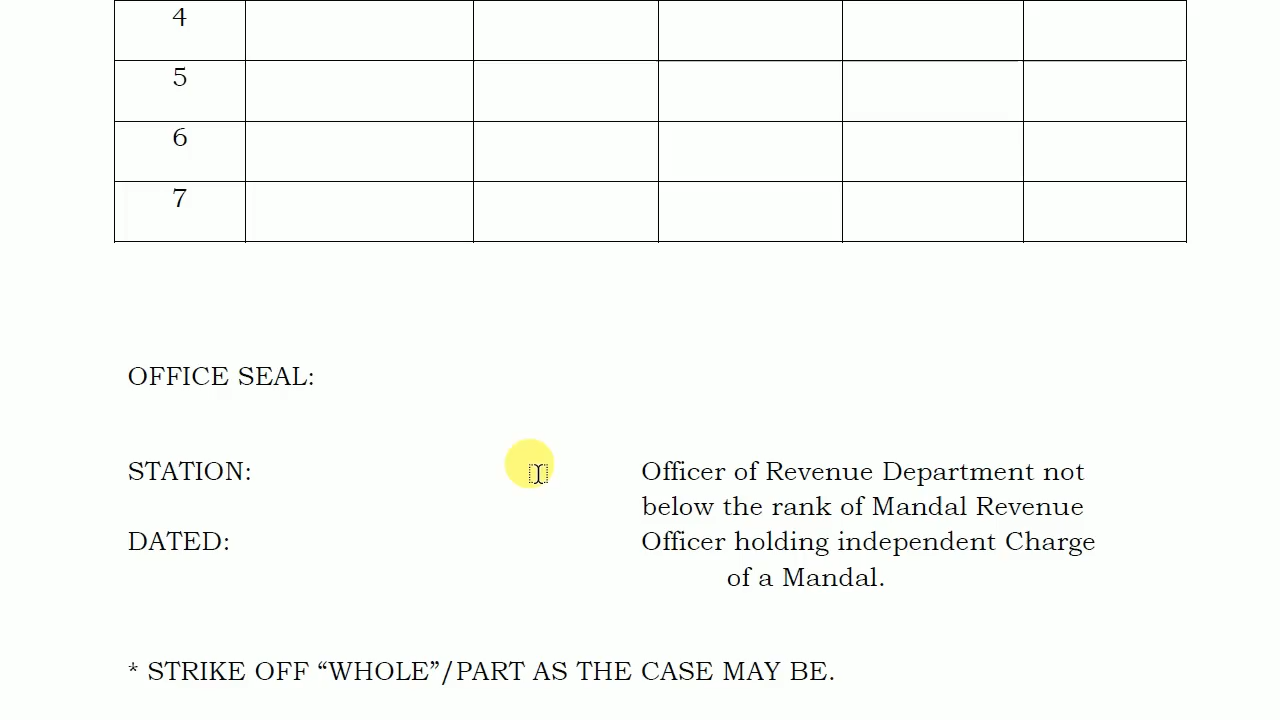 4
5
6
7
OFFICE SEAL:
STATION:
Officer of Revenue Department not
below the rank of Mandal Revenue
DATED:
Officer holding independent Charge
of a Mandal.
* STRIKE OFF “WHOLE”/PART AS THE CASE MAY BE.